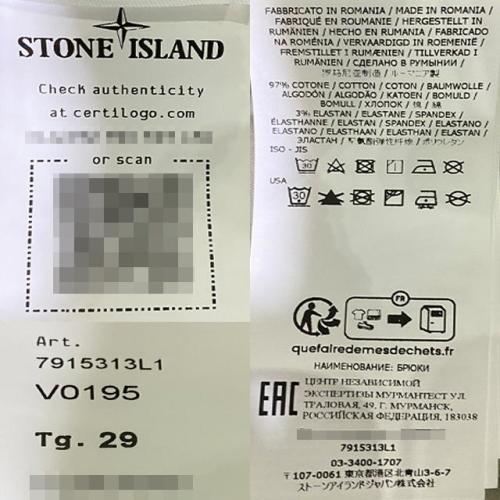 STONE ISLAND
Check authenticity
at certilogo.com
or scan
Art.
7915313L1
V0195
Tg. 29
FABBRICATO IN ROMANIA / MADE IN ROMANIA /
FABRIQUÉ EN ROUMANIE / HERGESTELLT IN
RUMÄNIEN / HECHO EN RUMANIA / FABRICADO
NA ROMÉNIA / VERVAARDIGD IN ROEMENIË /
FREMSTILLET I RUMÆNIEN / TILLVERKAD I
RUMÄNIEN / СДЕЛАНО В РУМЫНИИ /
罗马尼亚制造 / ルーマニア製
97% COTONE / COTTON / COTON / BAUMWOLLE /
ALGODÓN / ALGODÃO / KATOEN / BOMULD /
BOMULL / ХЛОПОК / 棉 / 綿
3% ELASTAN / ELASTANE / SPANDEX /
ÉLASTHANNE / ELASTAN / SPANDEX / ELASTANO /
ELASTANO / ELASTHAAN / ELASTHAN / ELASTAN /
ЭЛАСТАН / ポリウレタン
ISO - JIS
30
USA
30
FR
quefairedemesdechets.fr
НАИМЕНОВАНИЕ: БРЮКИ
EAC
ЦЕНТР НЕЗАВИСИМОЙ
ЭКСПЕРТИЗЫ МУРМАНТЕСТ УЛ.
ТРАЛОВАЯ, 49, Г. МУРМАНСК,
РОССИЙСКАЯ ФЕДЕРАЦИЯ, 183038
7915313L1
03-3400-1707
〒107-0061 東京都港区北青山3-6-7
ストーンアイランドジャパン株式会社